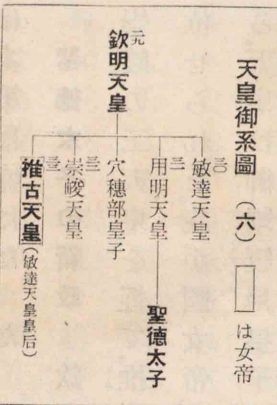 天皇御系圖(六)
□は女帝
二九
欽明天皇
三〇
敏達天皇
三一
用明天皇
聖德太子
穴穗部皇子
三二
崇峻天皇
三三
推古天皇(敏達天皇皇后)